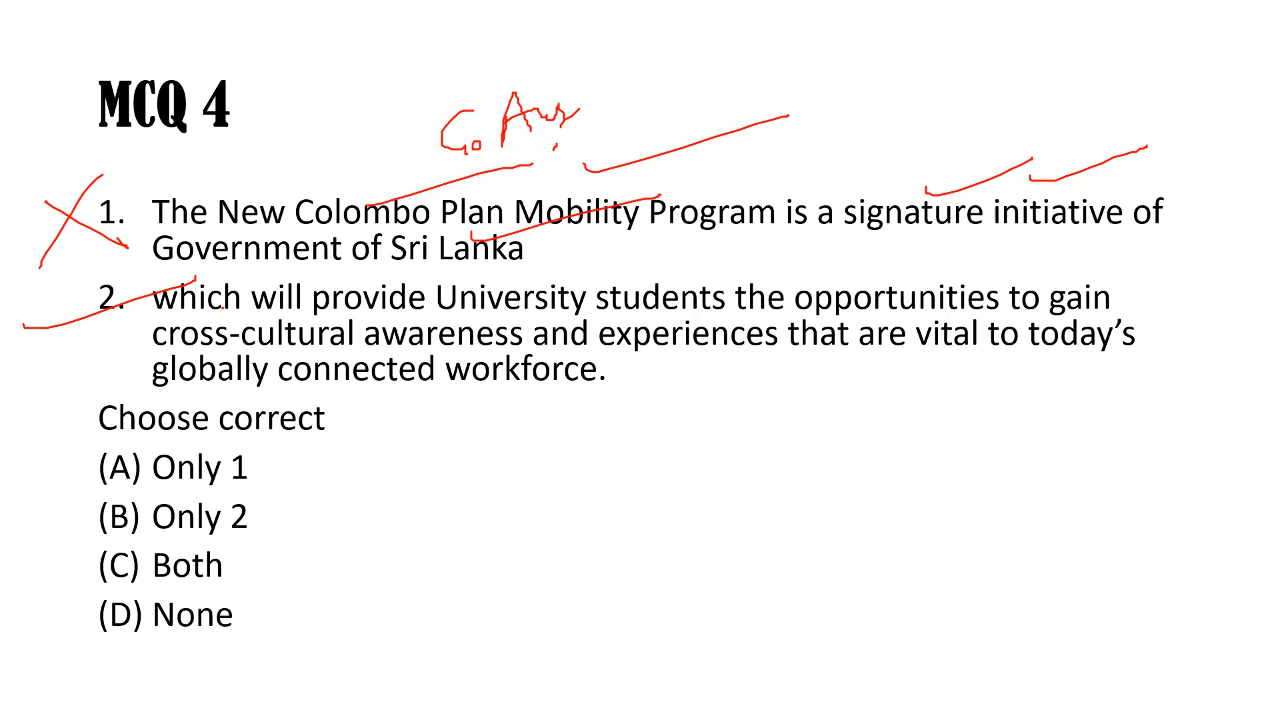 MCQ 4
Go Aus
1. The New Colombo Plan Mobility Program is a signature initiative of
Government of Sri Lanka
2. which will provide University students the opportunities to gain
cross-cultural awareness and experiences that are vital to today’s
globally connected workforce.
Choose correct
(A) Only 1
(B) Only 2
(C) Both
(D) None